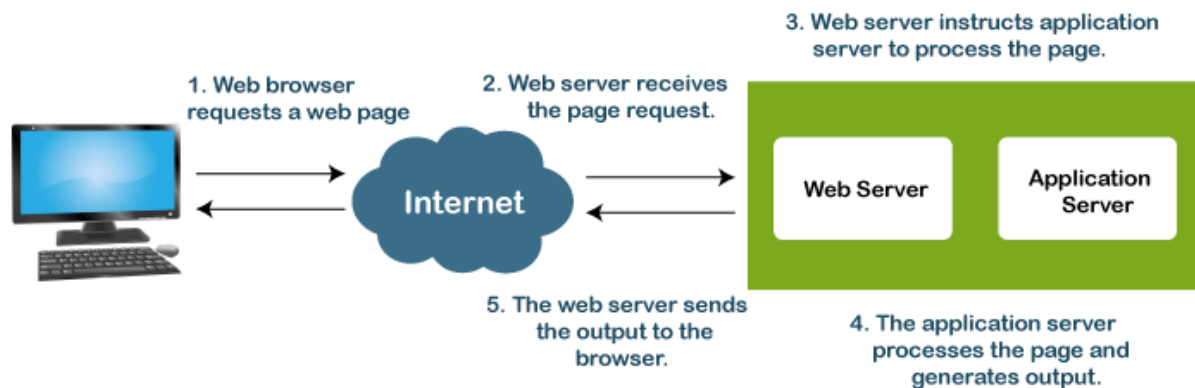 1. Web browser
requests a web page
2. Web server receives
the page request.
3. Web server instructs application
server to process the page.
Internet
Web Server
Application
Server
4. The application server
processes the page and
generates output.
5. The web server sends
the output to the
browser.